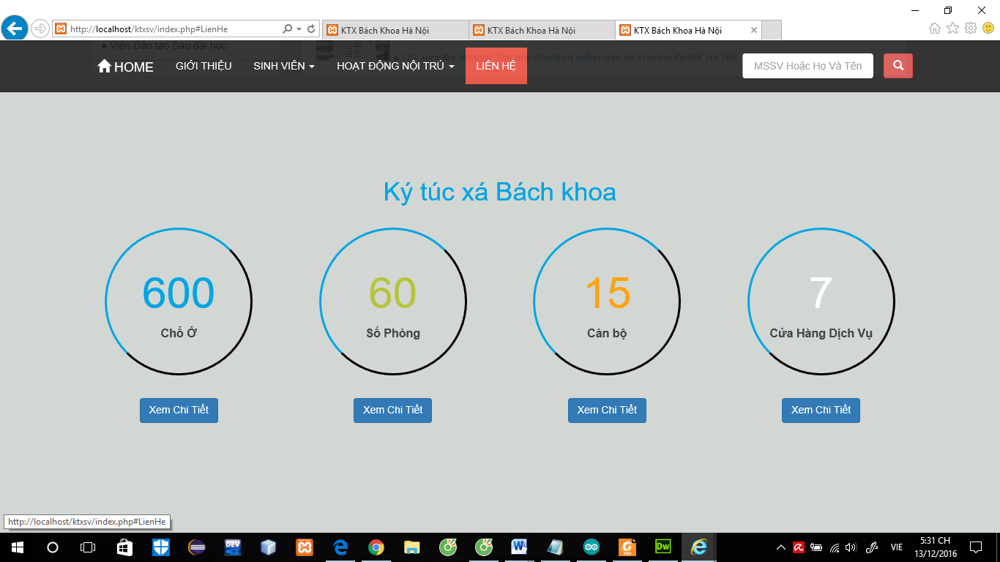 http://localhost/ktxsv/index.php#LienHe
KTX Bách Khoa Hà Nội
KTX Bách Khoa Hà Nội
KTX Bách Khoa Hà Nội
● Viện Đào tạo Sau đại học
● GS Jennifer Widom, Đại học Stanford giảng dạy tại Trường ĐHBK Hà Nội
HOME
GIỚI THIỆU
SINH VIÊN
HOẠT ĐỘNG NỘI TRÚ
LIÊN HỆ
MSSV Hoặc Họ Và Tên
Ký túc xá Bách khoa
600
Chổ Ở
60
Số Phòng
15
Cán bộ
7
Cửa Hàng Dịch Vụ
Xem Chi Tiết
Xem Chi Tiết
Xem Chi Tiết
Xem Chi Tiết
http://localhost/ktxsv/index.php#LienHe
DEV
PDF
Dw
VIE
5:31 CH
13/12/2016